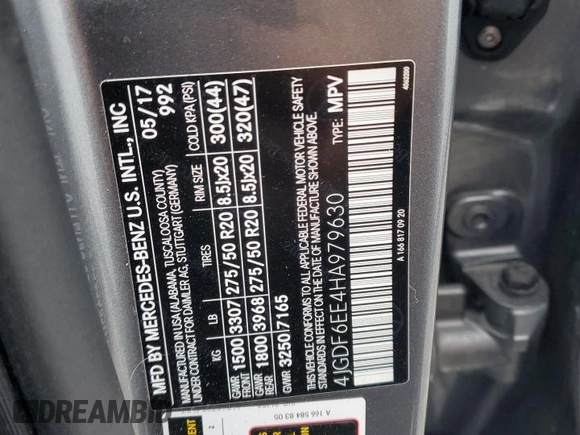 MFD BY MERCEDES-BENZ U.S. INTL., INC
MANUFACTURED IN USA (ALABAMA, TUSCALOOSA COUNTY) 05/17
UNDER CONTRACT FOR DAIMLER AG, STUTTGART (GERMANY) 992
KG LB TIRES RIM SIZE COLD KPA (PSI)
GAWR FRONT 1500 3307 275/50 R20 8.5Jx20 300(44)
GAWR REAR 1800 3968 275/50 R20 8.5Jx20 320(47)
GVWR 3250 7165
THIS VEHICLE CONFORMS TO ALL APPLICABLE FEDERAL MOTOR VEHICLE SAFETY
STANDARDS IN EFFECT ON THE DATE OF MANUFACTURE SHOWN ABOVE.
4JGDF6EE4HA979630 TYPE: MPV
A 166 817 09 20
A 166 584 83 05
DREAMBID
.COM